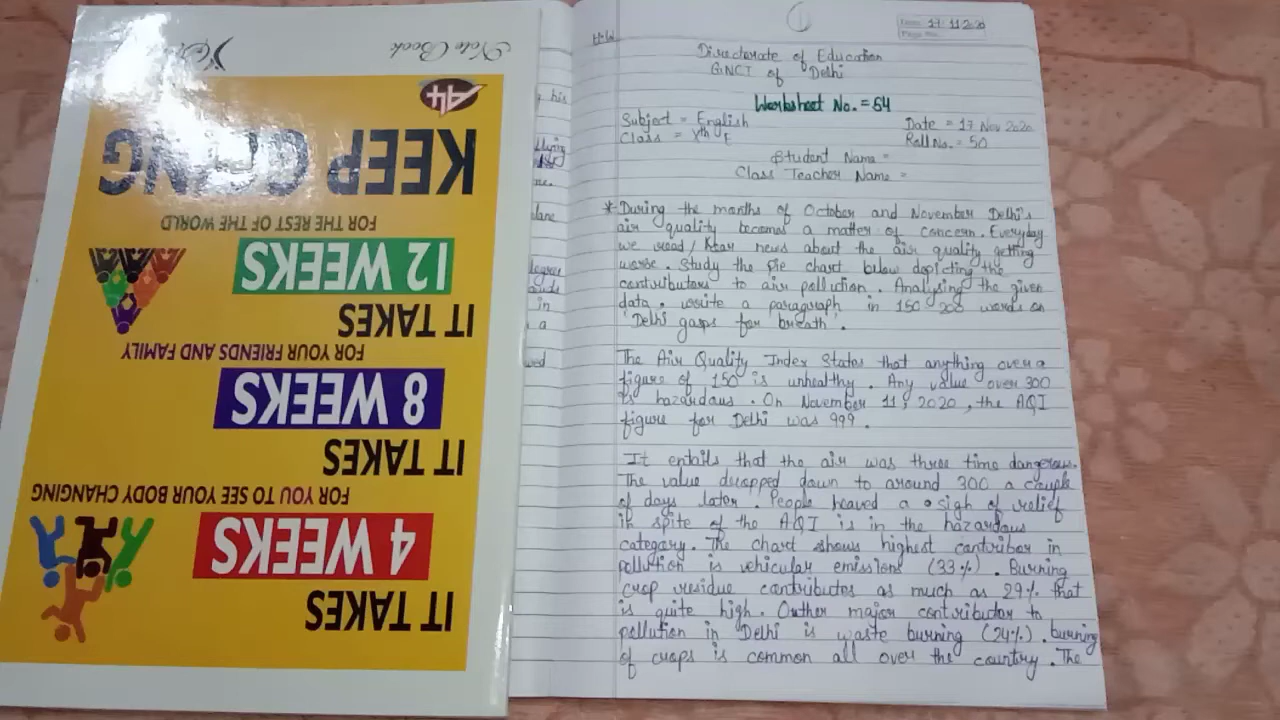 Note Book
A4
KEEP GOING
FOR THE REST OF THE WORLD
12 WEEKS
IT TAKES
FOR YOUR FRIENDS AND FAMILY
8 WEEKS
IT TAKES
FOR YOU TO SEE YOUR BODY CHANGING
4 WEEKS
IT TAKES
his
lane
in
a
H.W
1
Date: 17 11 20
Page No.
Directorate of Education
GNCT of Delhi
Worksheet No. = 54
Subject = English
Date = 17 Nov 2020
Class = Xth F
Roll No. = 50
Student Name =
Class Teacher Name =
* During the months of October and November Delhi's
air quality becomes a matter of concern. Everyday
we read / hear news about the air quality getting
worse. Study the pie chart below depicting the
contributors to air pollution. Analysing the given
data, write a paragraph in 150 200 words on
'Delhi gasps for breath'.
The Air Quality Index States that anything over a
figure of 150 is unhealthy. Any value over 300
is hazardous. On November 11, 2020, the AQI
figure for Delhi was 999.
It entails that the air was three time dangerous.
The value dropped down to around 300 a couple
of days later. People heaved a sigh of relief
in spite of the AQI is in the hazardous
category. The chart shows highest contriber in
pollution is vehicular emissions (33%). Burning
crop residue contributes as much as 29% that
is quite high. Outher major contributor to
pollution in Delhi is waste burning (24%). burning
of crops is common all over the country. The